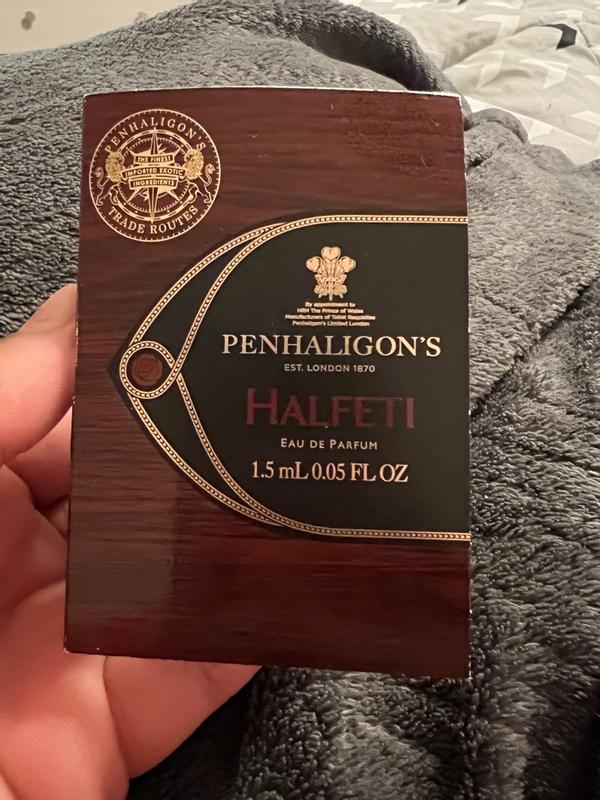 PENHALIGON'S
THE FINEST
IMPORTED EXOTIC
INGREDIENTS
TRADE ROUTES
By appointment to
HRH The Prince of Wales
Manufacturers of Toilet Requisites
Penhaligon's Limited London
PENHALIGON'S
EST. LONDON 1870
HALFETI
EAU DE PARFUM
1.5 mL 0.05 FL OZ